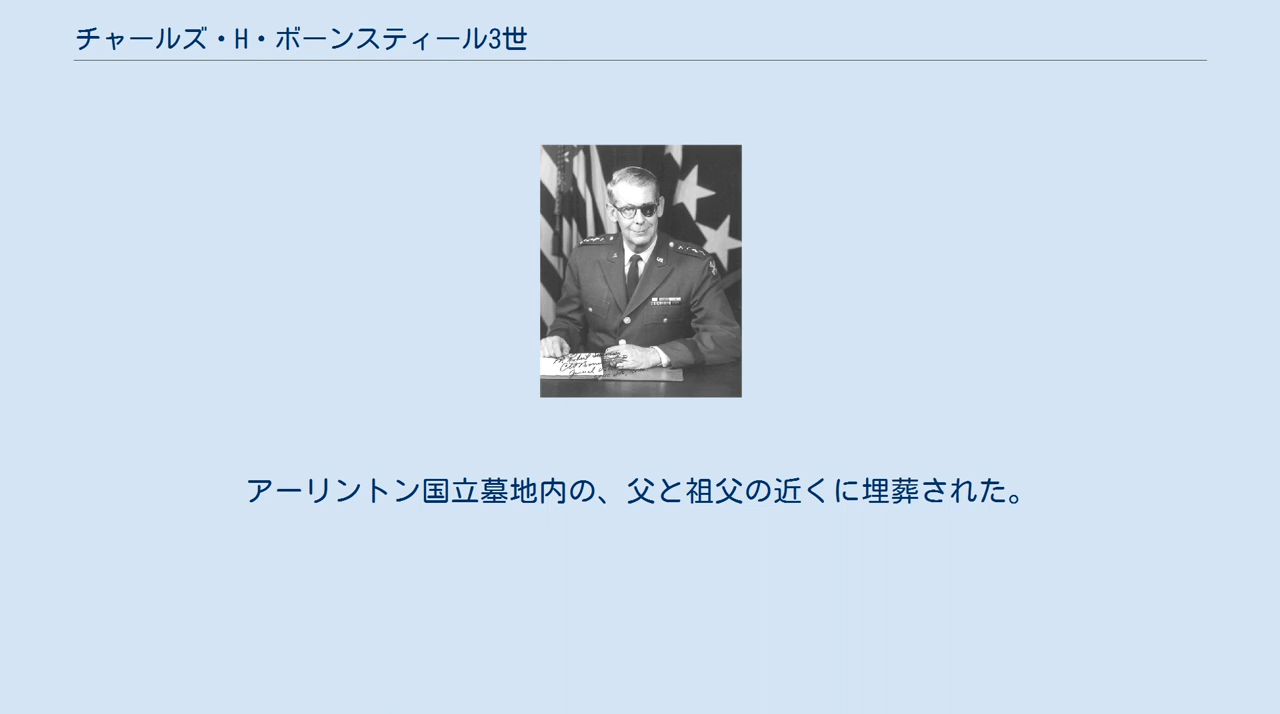 チャールズ・H・ボーンスティール3世
アーリントン国立墓地内の、父と祖父の近くに埋葬された。